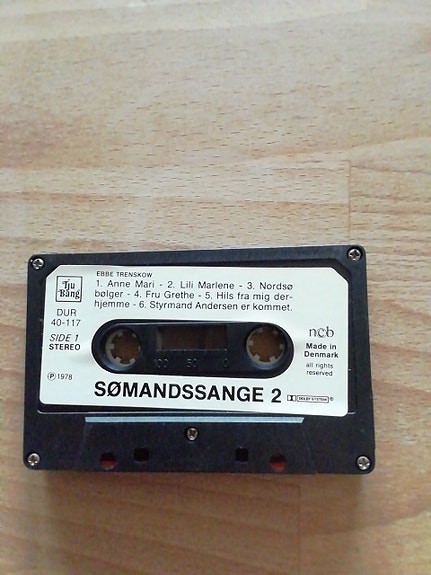 EBBE TRENSKOW
1. Anne Mari - 2. Lili Marlene - 3. Nordsø
bølger - 4. Fru Grethe - 5. Hils fra mig der-
hjemme - 6. Styrmand Andersen er kommet.
Tju
Bang
DUR
40-117
SIDE 1
STEREO
Ⓟ 1978
100 50 0
ncb
Made in
Denmark
all rights
reserved
SØMANDSSANGE 2
DOLBY SYSTEM ®